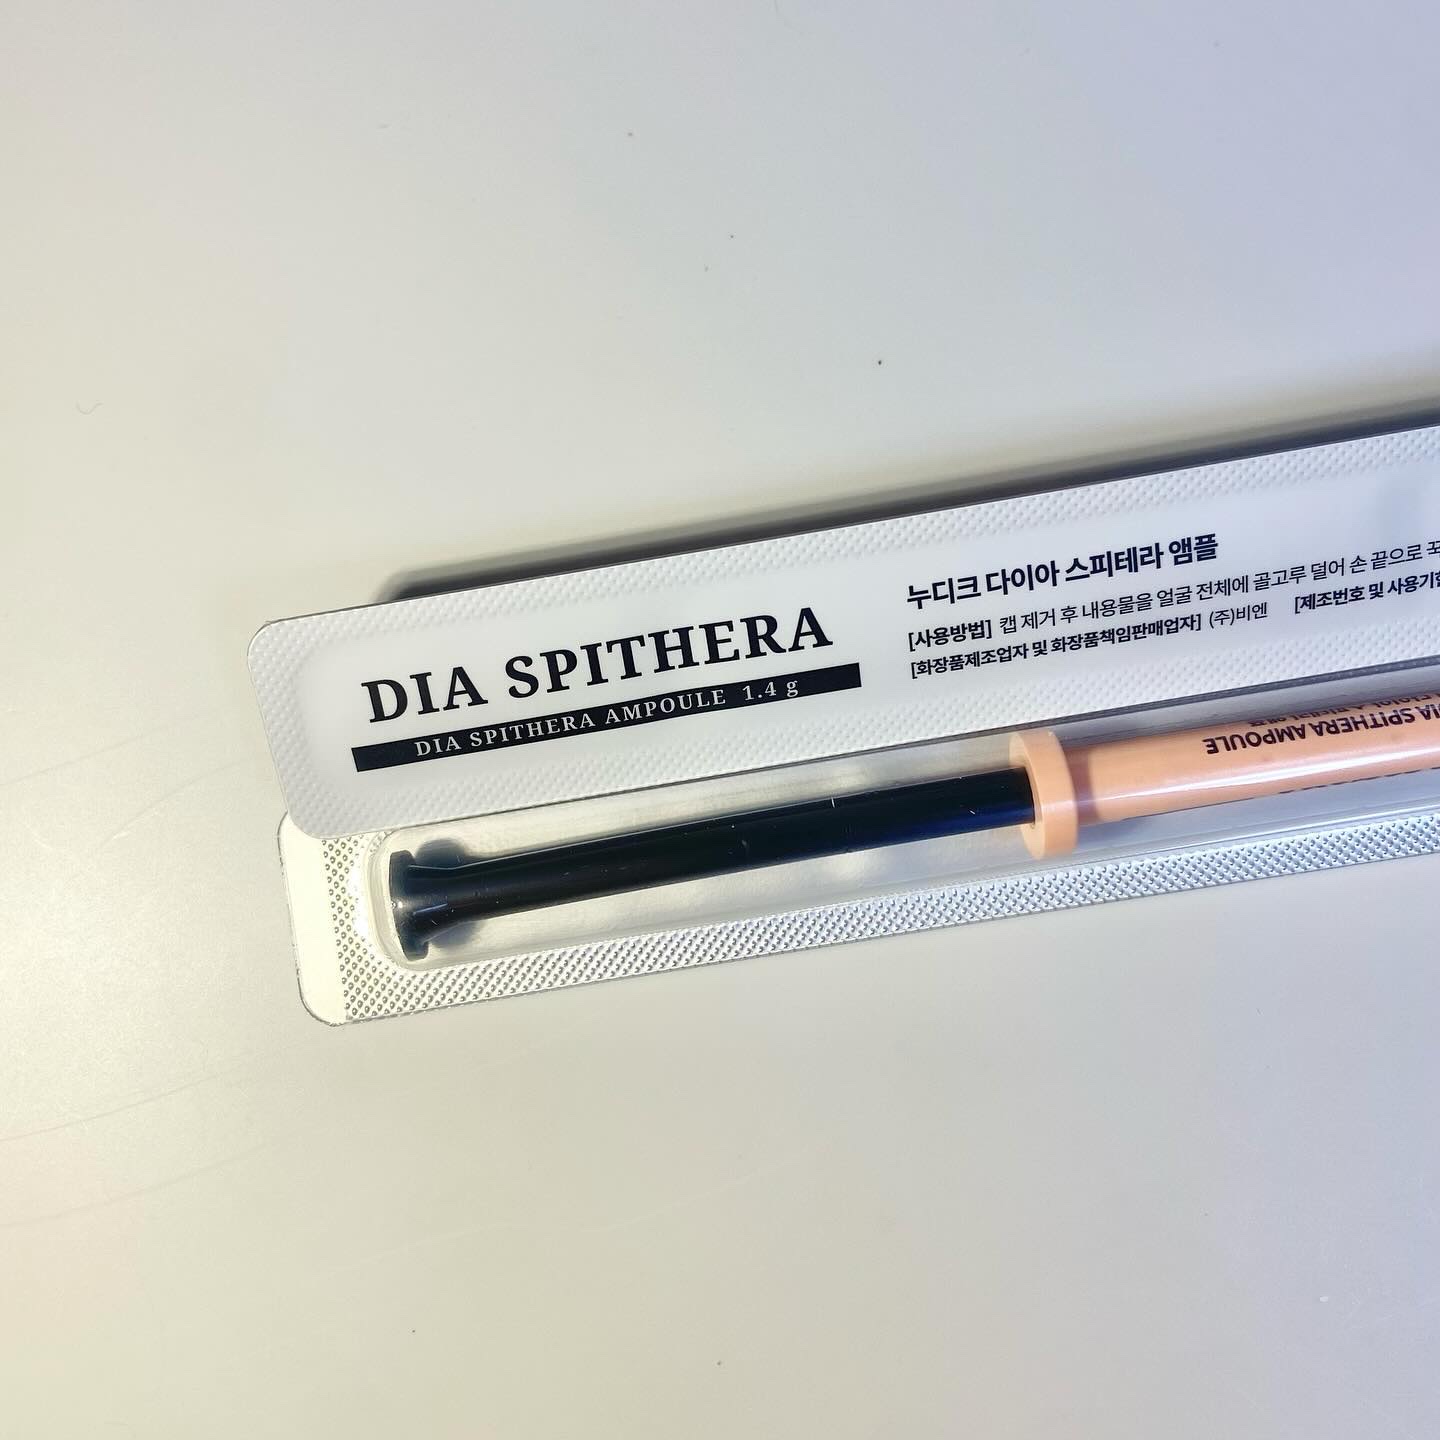 DIA SPITHERA
DIA SPITHERA AMPOULE 1.4 g
누디크 다이아 스피테라 앰플
[사용방법] 캡 제거 후 내용물을 얼굴 전체에 골고루 덜어 손 끝으로
[화장품제조업자 및 화장품책임판매업자] (주)비엔 [제조번호 및 사용기한
DIA SPITHERA AMPOULE